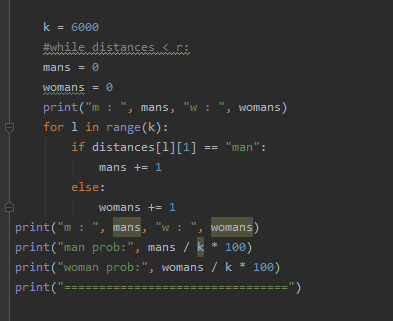 k = 6000
#while distances < r:
mans = 0
womans = 0
print("m : ", mans, "w : ", womans)
for l in range(k):
if distances[l][1] == "man":
mans += 1
else:
womans += 1
print("m : ", mans, "w : ", womans)
print("man prob:", mans / k * 100)
print("woman prob:", womans / k * 100)
print("================================")